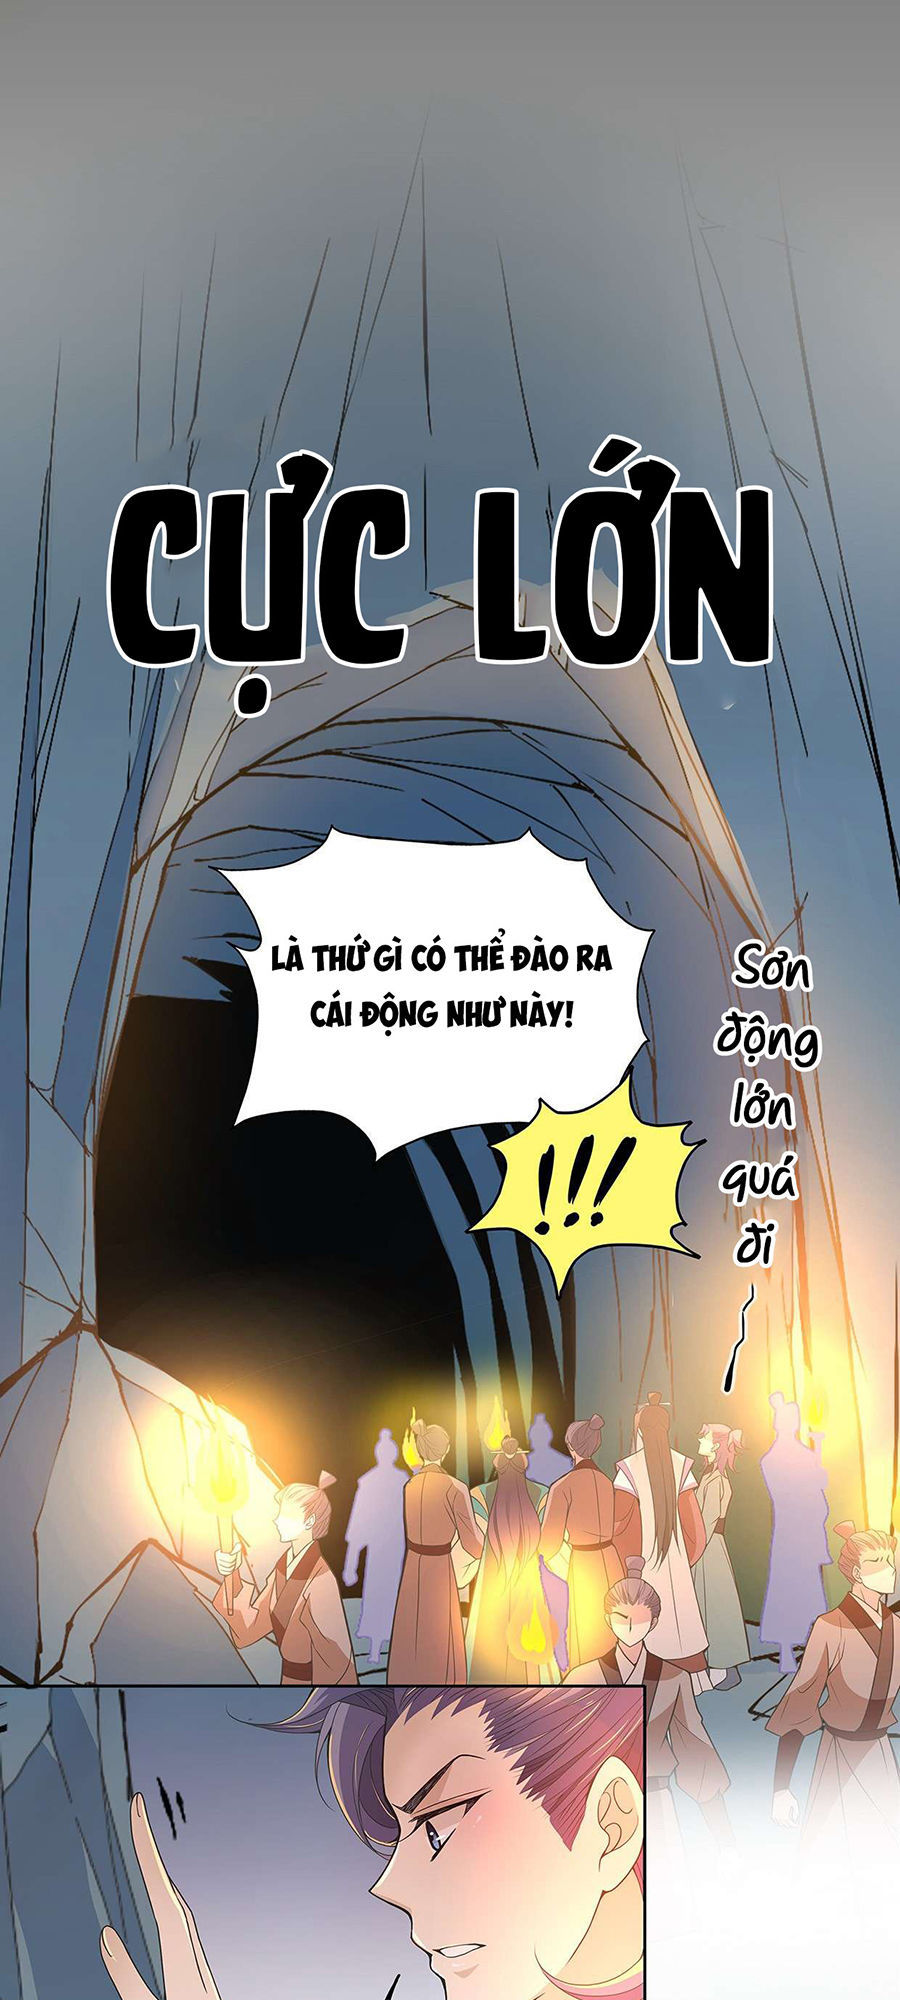 CỰC LỚN
LÀ THỨ GÌ CÓ THỂ ĐÀO RA
CÁI ĐỘNG NHƯ NÀY!
!!!
Sơn
động
lớn
quá
đi